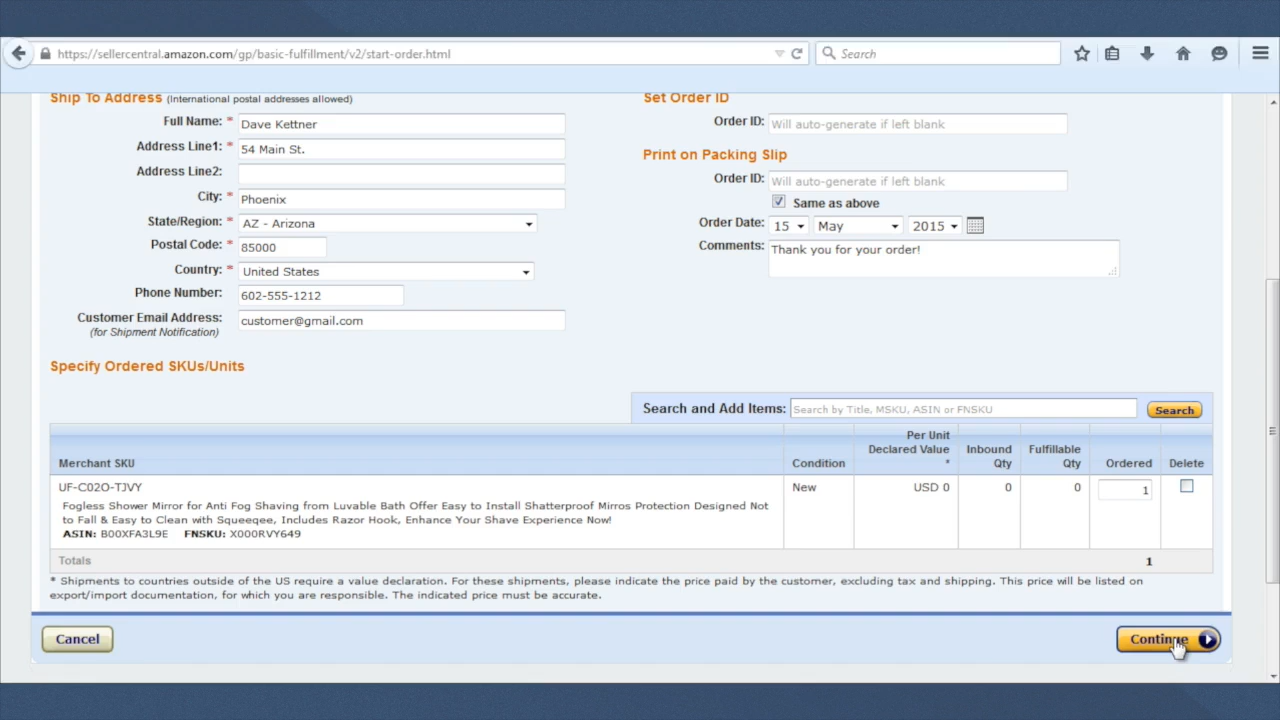 https://sellercentral.amazon.com/gp/basic-fulfillment/v2/start-order.html
Search
Ship To Address (International postal addresses allowed)
Full Name: * Dave Kettner
Address Line1: * 54 Main St.
Address Line2:
City: * Phoenix
State/Region: * AZ - Arizona
Postal Code: * 85000
Country: * United States
Phone Number: 602-555-1212
Customer Email Address: customer@gmail.com
(for Shipment Notification)
Set Order ID
Order ID: Will auto-generate if left blank
Print on Packing Slip
Order ID: Will auto-generate if left blank
Same as above
Order Date: 15 May 2015
Comments: Thank you for your order!
Specify Ordered SKUs/Units
Search and Add Items: Search by Title, MSKU, ASIN or FNSKU Search
Merchant SKU Condition Per Unit Declared Value * Inbound Qty Fulfillable Qty Ordered Delete
UF-C02O-TJVY New USD 0 0 0 1
Fogless Shower Mirror for Anti Fog Shaving from Luvable Bath Offer Easy to Install Shatterproof Mirros Protection Designed Not
to Fall & Easy to Clean with Squeeqee, Includes Razor Hook, Enhance Your Shave Experience Now!
ASIN: B00XFA3L9E FNSKU: X000RVY649
Totals 1
* Shipments to countries outside of the US require a value declaration. For these shipments, please indicate the price paid by the customer, excluding tax and shipping. This price will be listed on
export/import documentation, for which you are responsible. The indicated price must be accurate.
Cancel
Continue